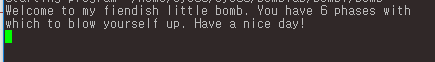 Welcome to my fiendish little bomb. You have 6 phases with
which to blow yourself up. Have a nice day!